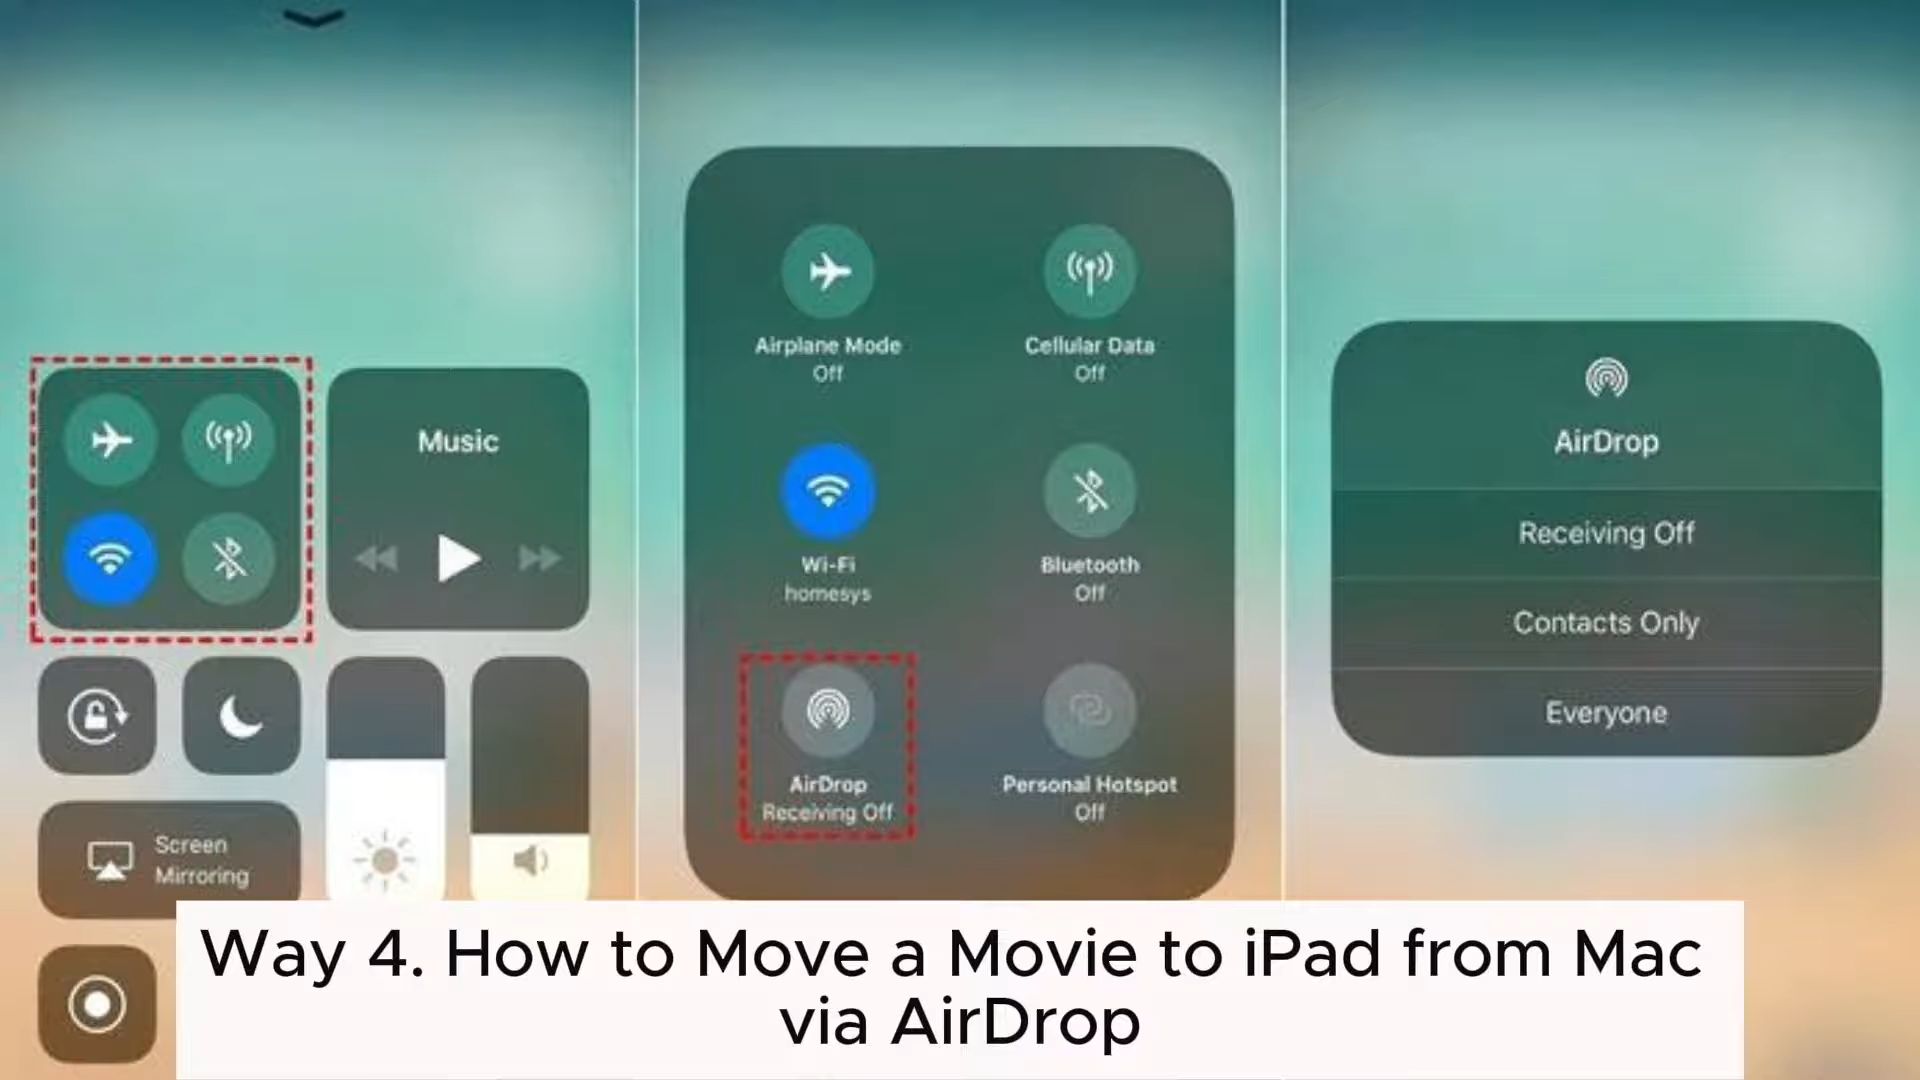 Music
Screen
Mirroring
Airplane Mode
Off
Cellular Data
Off
Wi-Fi
homesys
Bluetooth
Off
AirDrop
Receiving Off
Personal Hotspot
Off
AirDrop
Receiving Off
Contacts Only
Everyone
Way 4. How to Move a Movie to iPad from Mac
via AirDrop